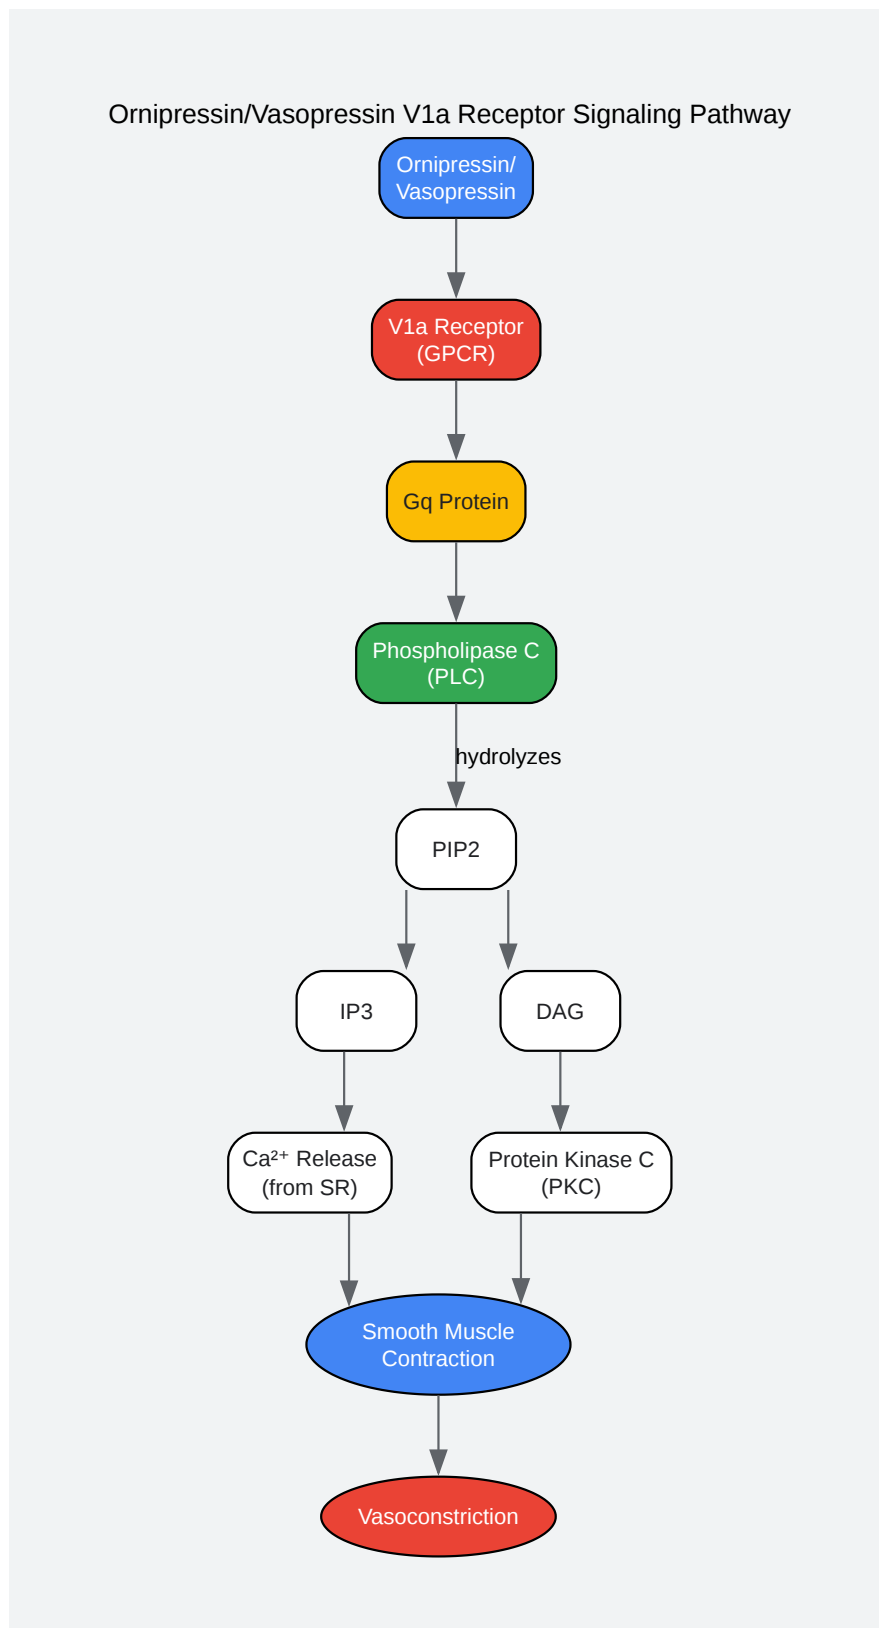 Ornipressin/Vasopressin V1a Receptor Signaling Pathway
Ornipressin/
Vasopressin
V1a Receptor
(GPCR)
Gq Protein
Phospholipase C
(PLC)
hydrolyzes
PIP2
IP3
DAG
Ca²⁺ Release
(from SR)
Protein Kinase C
(PKC)
Smooth Muscle
Contraction
Vasoconstriction